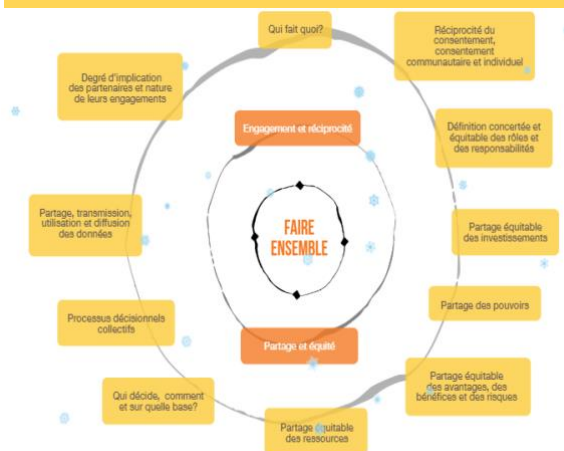 Qui fait quoi?
Réciprocité du
consentement,
consentement
communautaire et individuel
Degré d'implication
des partenaires et nature
de leurs engagements
Engagement et réciprocité
Définition concertée et
équitable des rôles et
des responsabilités
Partage, transmission,
utilisation et diffusion
des données
FAIRE
ENSEMBLE
Partage équitable
des investissements
Partage des pouvoirs
Processus décisionnels
collectifs
Partage et équité
Partage équitable
des avantages, des
bénéfices et des risques
Qui décide, comment
et sur quelle base?
Partage équitable
des ressources